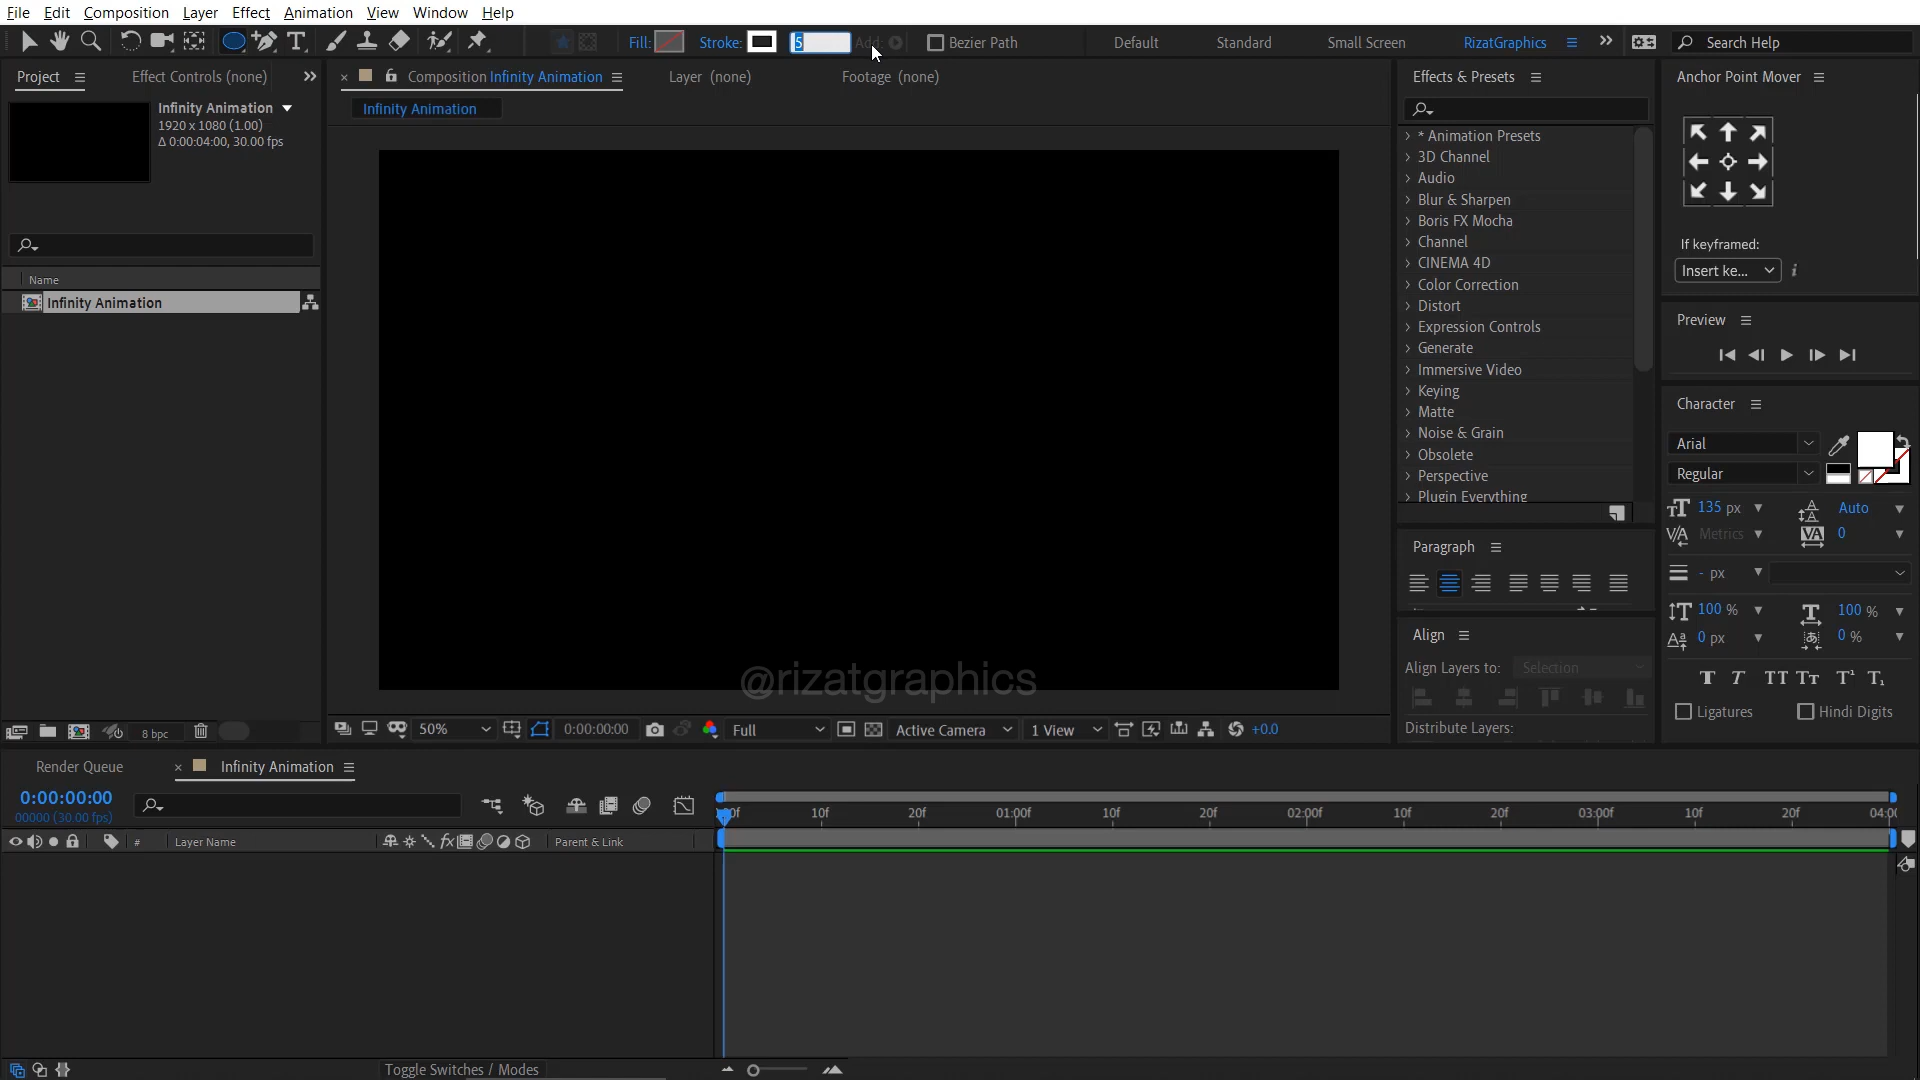 File Edit Composition Layer Effect Animation View Window Help
Fill: Stroke: 5 Add: Bezier Path Default Standard Small Screen RizatGraphics Search Help
Project Effect Controls (none)
Infinity Animation
1920 x 1080 (1.00)
Δ 0:00:04:00, 30.00 fps
Name
Infinity Animation
8 bpc
Composition Infinity Animation Layer (none) Footage (none)
Infinity Animation
@rizatgraphics
50% 0:00:00:00 Full Active Camera 1 View +0.0
Effects & Presets
* Animation Presets
3D Channel
Audio
Blur & Sharpen
Boris FX Mocha
Channel
CINEMA 4D
Color Correction
Distort
Expression Controls
Generate
Immersive Video
Keying
Matte
Noise & Grain
Obsolete
Perspective
Plugin Everything
Paragraph
Align
Align Layers to: Selection
Distribute Layers:
Anchor Point Mover
If keyframed:
Insert ke...
Preview
Character
Arial
Regular
135 px Auto
Metrics 0
- px
100 % 100 %
0 px 0 %
Ligatures Hindi Digits
Render Queue Infinity Animation
0:00:00:00
00000 (30.00 fps)
# Layer Name Parent & Link
10f 20f 01:00f 10f 20f 02:00f 10f 20f 03:00f 10f 20f
Toggle Switches / Modes